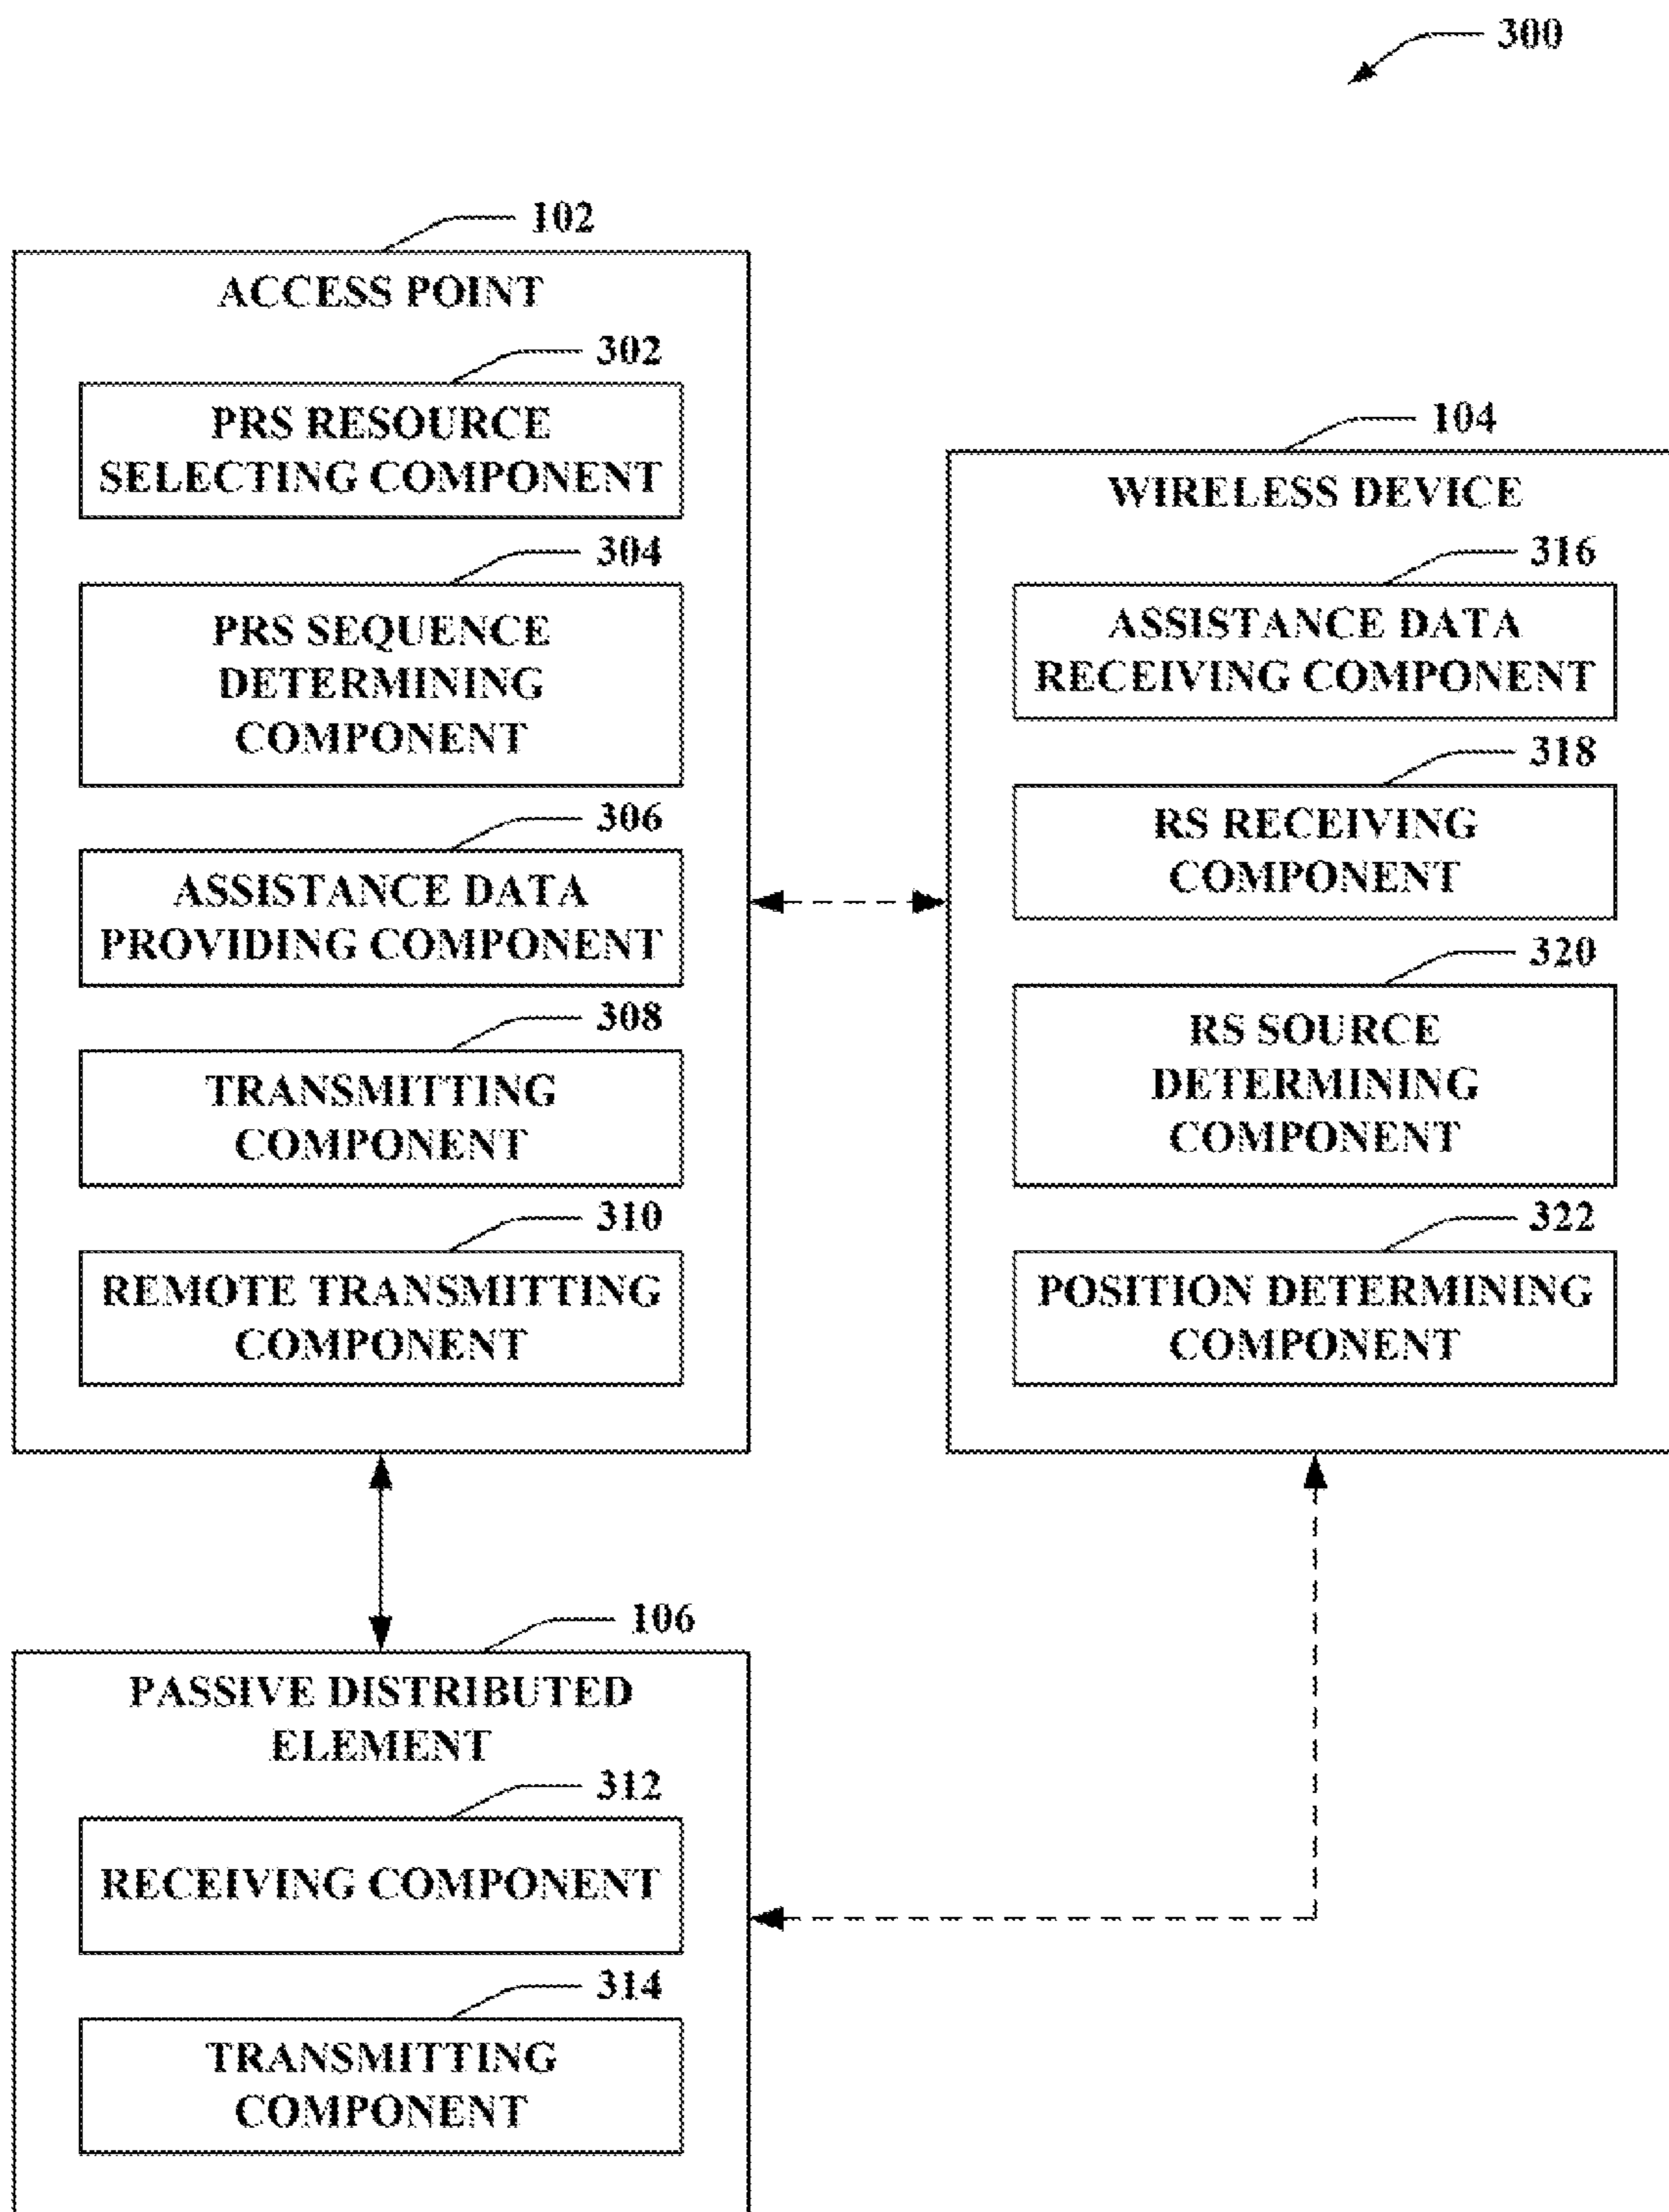 300
102
ACCESS POINT
302
PRS RESOURCE
SELECTING COMPONENT
304
PRS SEQUENCE
DETERMINING
COMPONENT
306
ASSISTANCE DATA
PROVIDING COMPONENT
308
TRANSMITTING
COMPONENT
310
REMOTE TRANSMITTING
COMPONENT
104
WIRELESS DEVICE
316
ASSISTANCE DATA
RECEIVING COMPONENT
318
RS RECEIVING
COMPONENT
320
RS SOURCE
DETERMINING
COMPONENT
322
POSITION DETERMINING
COMPONENT
106
PASSIVE DISTRIBUTED
ELEMENT
312
RECEIVING COMPONENT
314
TRANSMITTING
COMPONENT